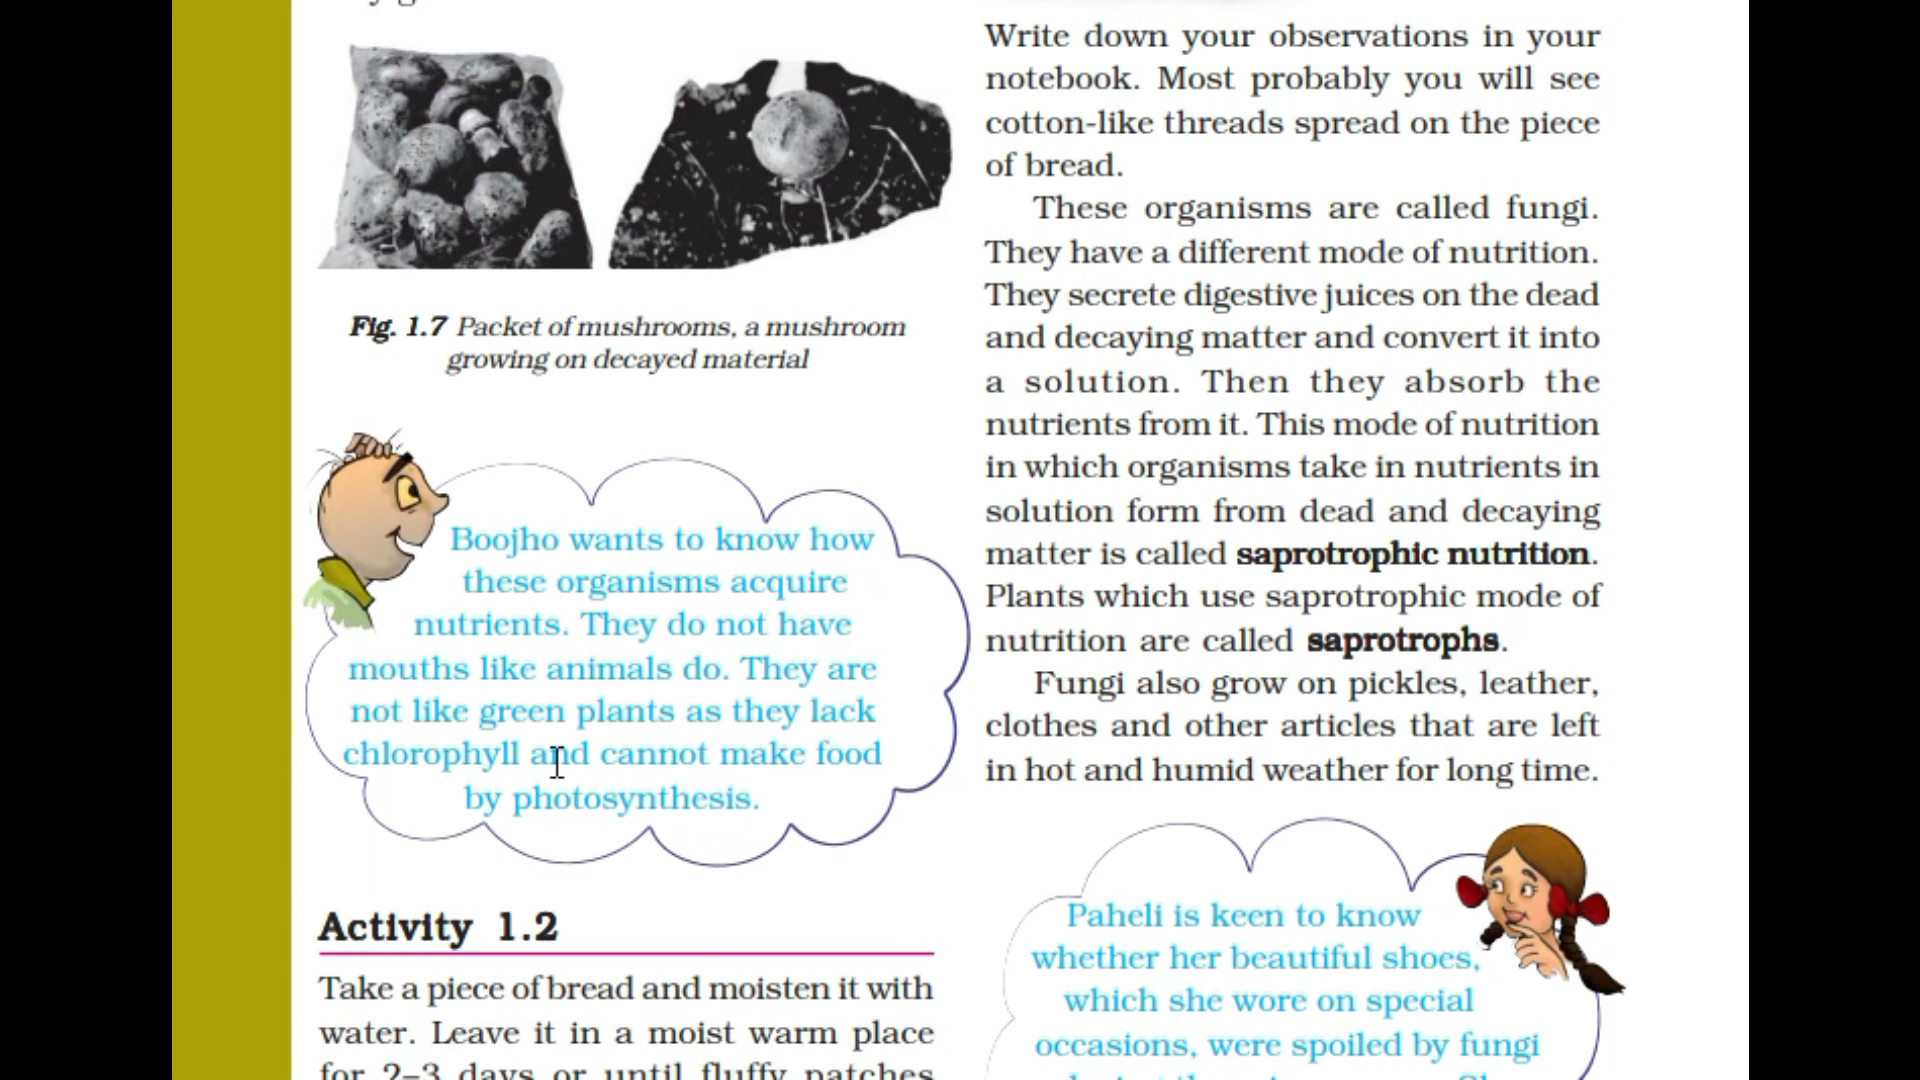 Fig. 1.7 Packet of mushrooms, a mushroom
growing on decayed material
Boojho wants to know how
these organisms acquire
nutrients. They do not have
mouths like animals do. They are
not like green plants as they lack
chlorophyll and cannot make food
by photosynthesis.
Activity 1.2
Take a piece of bread and moisten it with
water. Leave it in a moist warm place
for 2–3 days or until fluffy patches
Write down your observations in your
notebook. Most probably you will see
cotton-like threads spread on the piece
of bread.
These organisms are called fungi.
They have a different mode of nutrition.
They secrete digestive juices on the dead
and decaying matter and convert it into
a solution. Then they absorb the
nutrients from it. This mode of nutrition
in which organisms take in nutrients in
solution form from dead and decaying
matter is called saprotrophic nutrition.
Plants which use saprotrophic mode of
nutrition are called saprotrophs.
Fungi also grow on pickles, leather,
clothes and other articles that are left
in hot and humid weather for long time.
Paheli is keen to know
whether her beautiful shoes,
which she wore on special
occasions, were spoiled by fungi